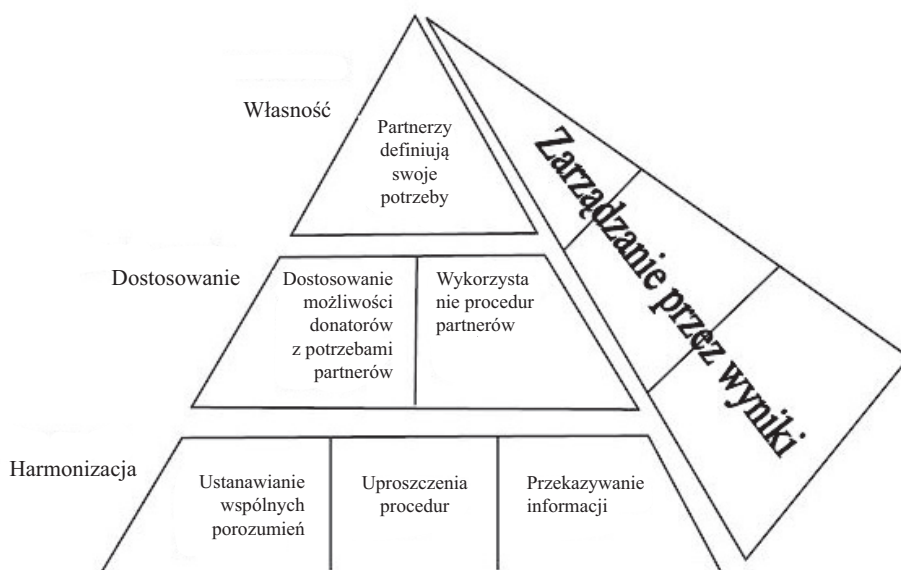 Własność
Partnerzy
definiują
swoje
potrzeby
Zarządzanie przez wyniki
Dostosowanie
Dostosowanie
możliwości
donatorów
z potrzebami
partnerów
Wykorzysta
nie procedur
partnerów
Harmonizacja
Ustanawianie
wspólnych
porozumień
Uproszczenia
procedur
Przekazywanie
informacji